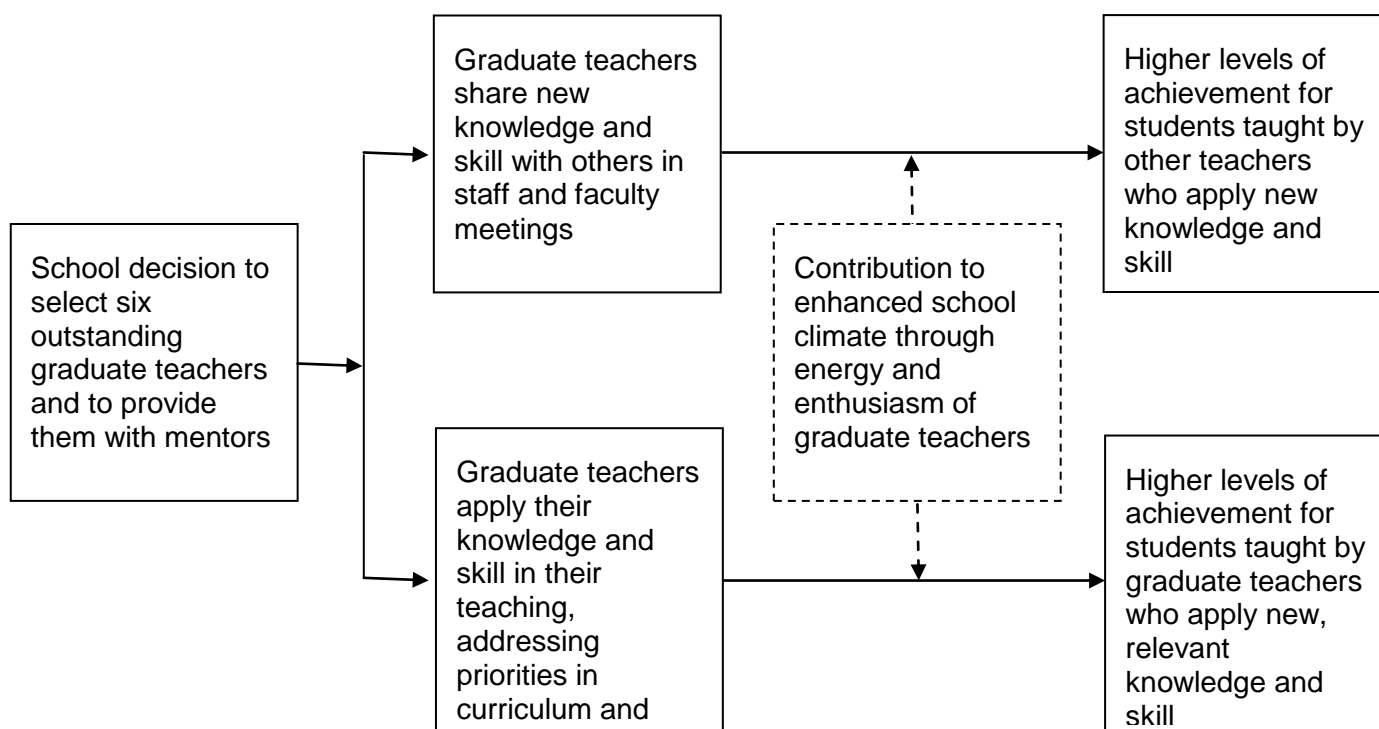 School decision to
select six
outstanding
graduate teachers
and to provide
them with mentors
Graduate teachers
share new
knowledge and
skill with others in
staff and faculty
meetings
Graduate teachers
apply their
knowledge and
skill in their
teaching,
addressing
priorities in
curriculum and
Contribution to
enhanced school
climate through
energy and
enthusiasm of
graduate teachers
Higher levels of
achievement for
students taught by
other teachers
who apply new
knowledge and
skill
Higher levels of
achievement for
students taught by
graduate teachers
who apply new,
relevant
knowledge and
skill